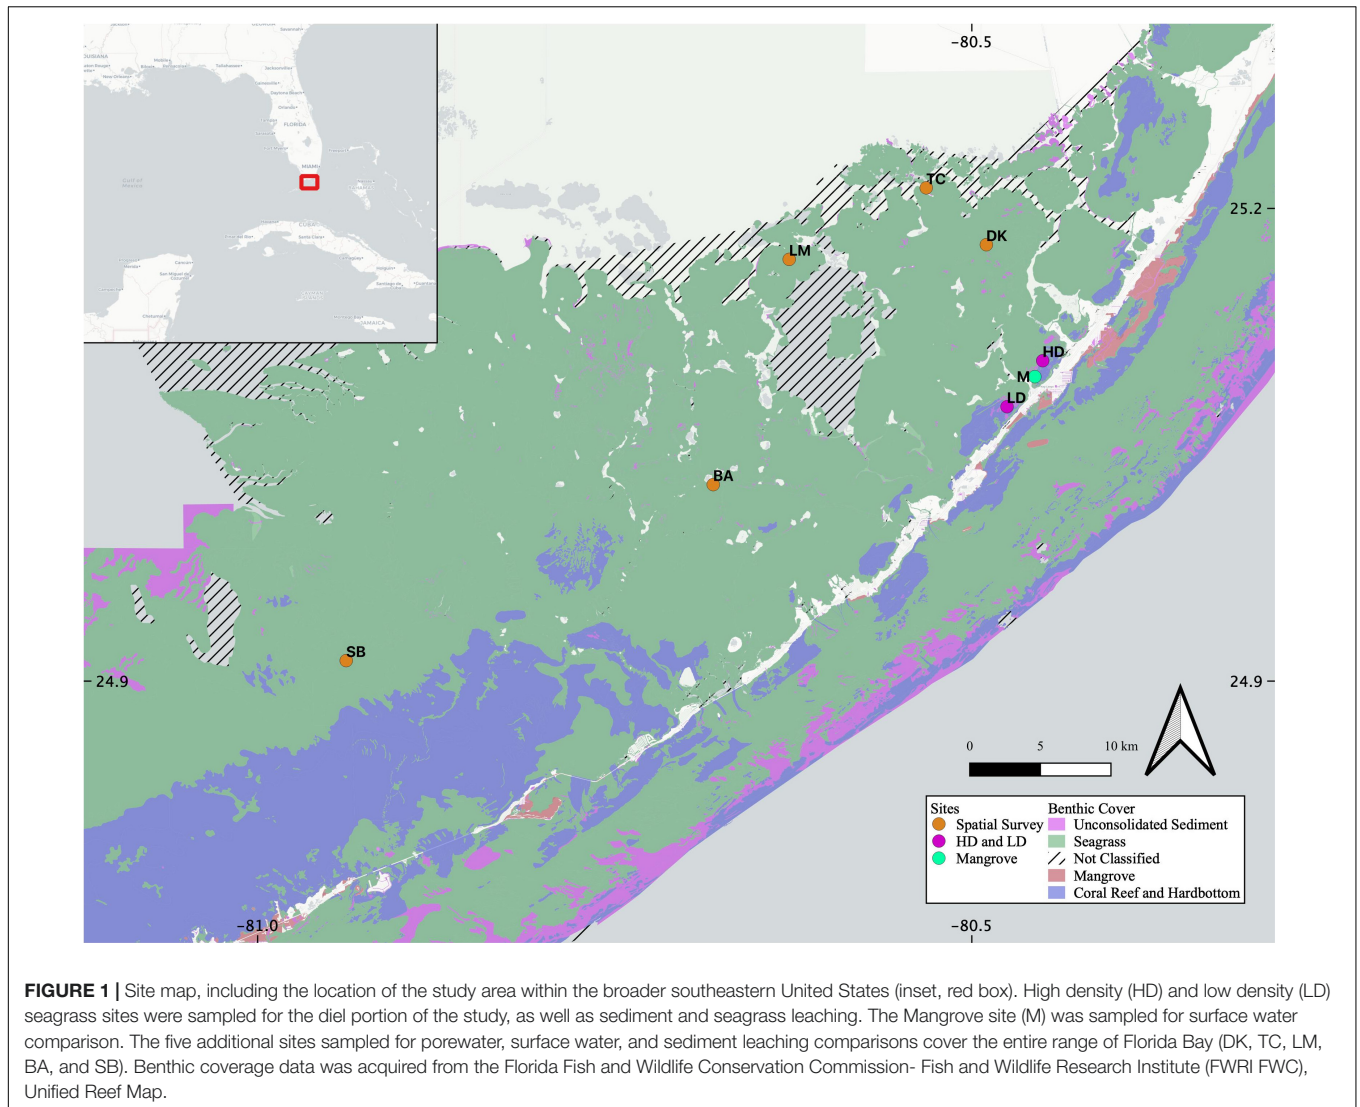 -80.5
FLORIDA
MIAMI
CUBA
JAMAICA
TC
25.2
DK
LM
HD
M
LD
BA
SB
24.9
24.9
0 5 10 km
Sites Benthic Cover
Spatial Survey Unconsolidated Sediment
HD and LD Seagrass
Mangrove Not Classified
Mangrove
Coral Reef and Hardbottom
-81.0
-80.5
FIGURE 1 | Site map, including the location of the study area within the broader southeastern United States (inset, red box). High density (HD) and low density (LD)
seagrass sites were sampled for the diel portion of the study, as well as sediment and seagrass leaching. The Mangrove site (M) was sampled for surface water
comparison. The five additional sites sampled for porewater, surface water, and sediment leaching comparisons cover the entire range of Florida Bay (DK, TC, LM,
BA, and SB). Benthic coverage data was acquired from the Florida Fish and Wildlife Conservation Commission- Fish and Wildlife Research Institute (FWRI FWC),
Unified Reef Map.